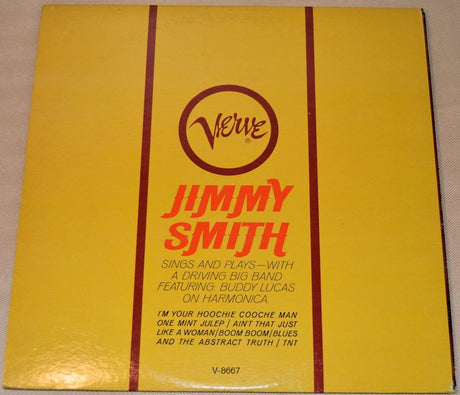 Verve
®
JIMMY
SMITH
SINGS AND PLAYS—WITH
A DRIVING BIG BAND
FEATURING: BUDDY LUCAS
ON HARMONICA.
I'M YOUR HOOCHIE COOCHE MAN
ONE MINT JULEP / AIN'T THAT JUST
LIKE A WOMAN / BOOM BOOM / BLUES
AND THE ABSTRACT TRUTH / TNT
V-8667